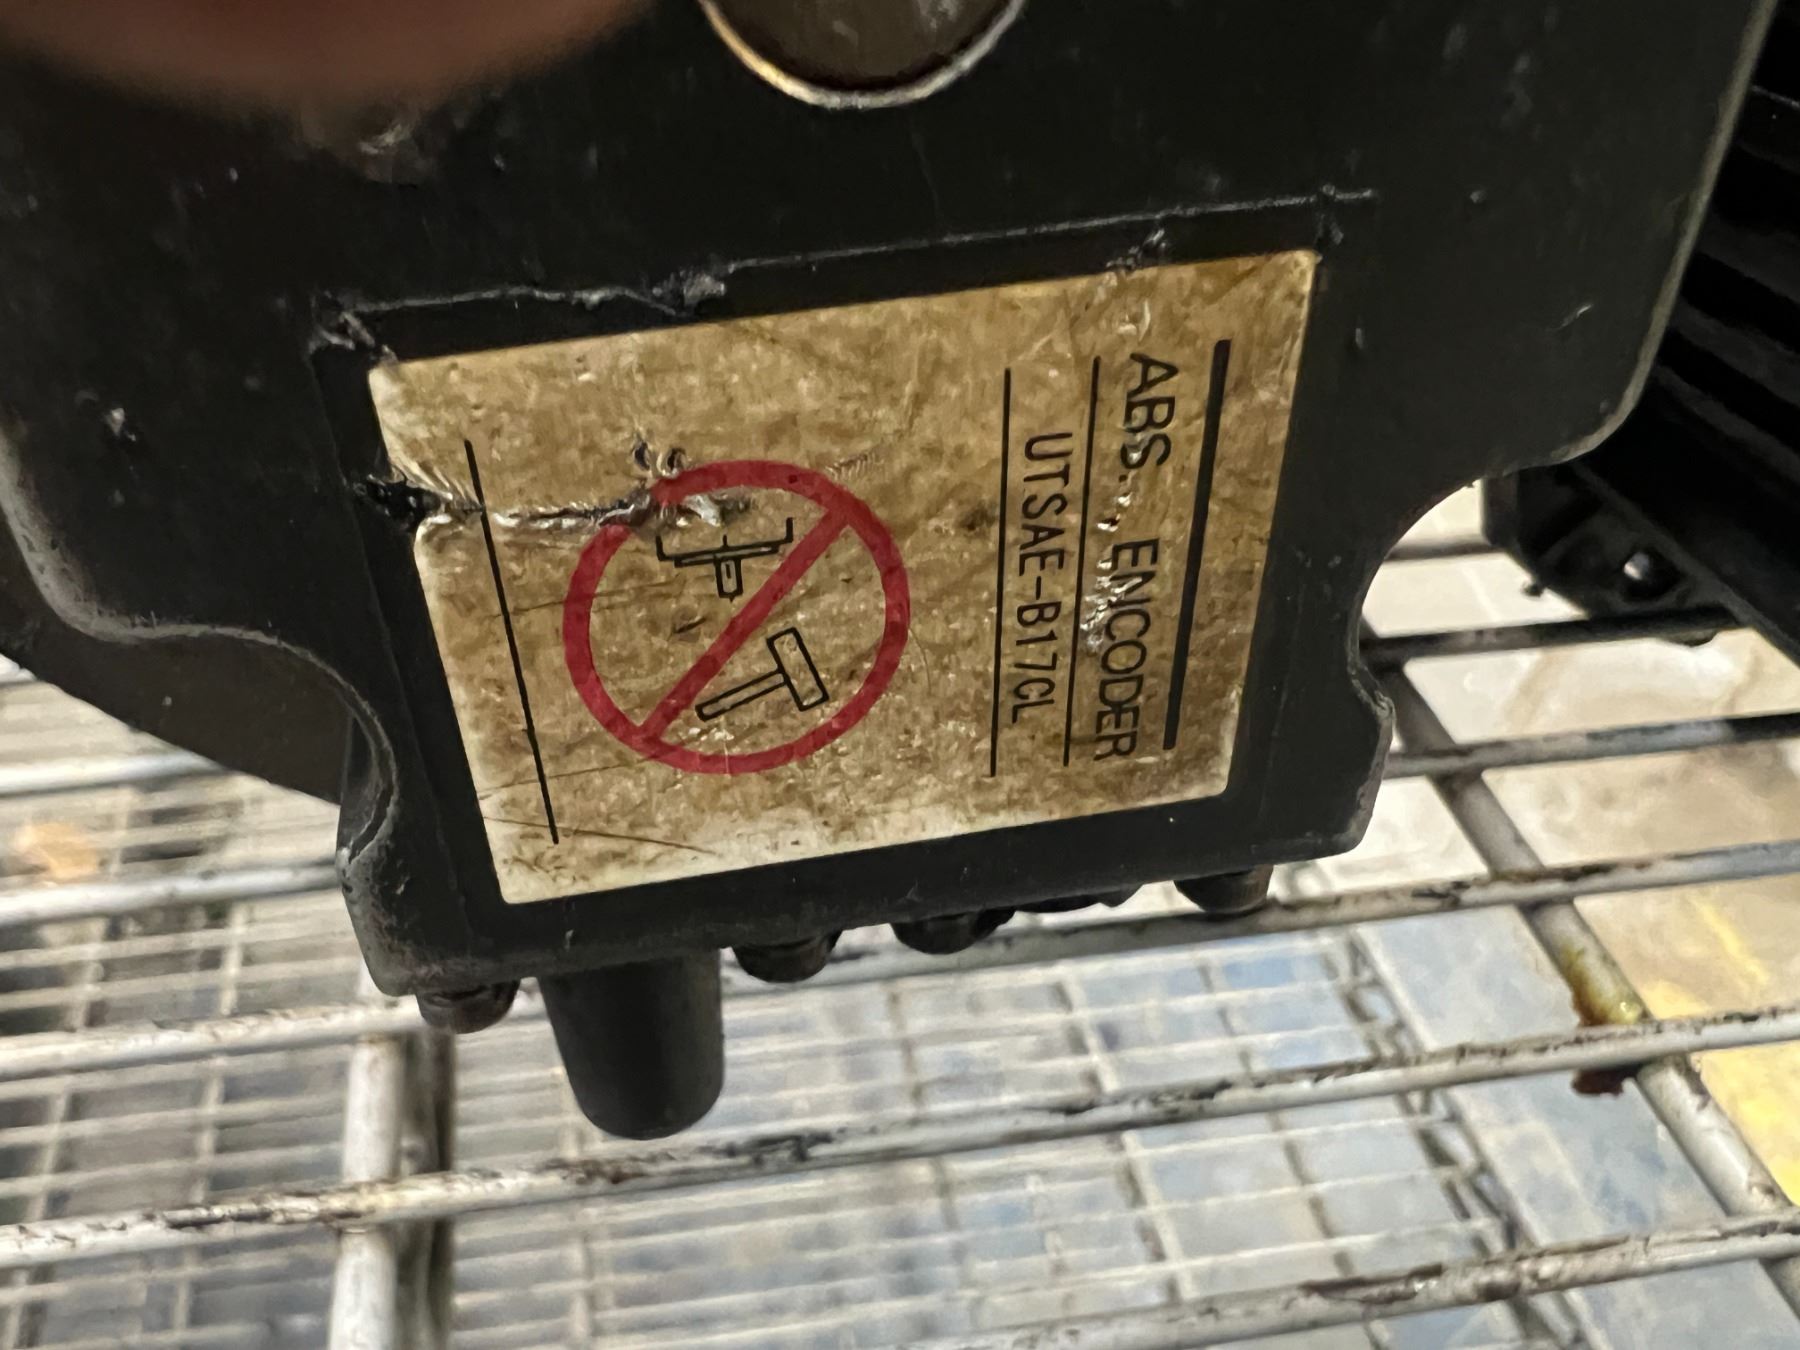 ABS. ENCODER
UTSAE-B17CL